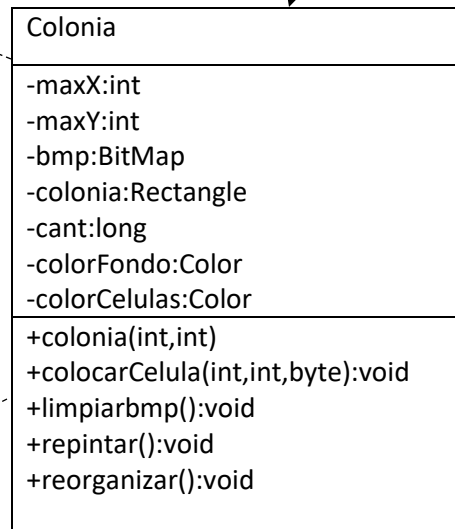 Colonia
-maxX:int
-maxY:int
-bmp:BitMap
-colonia:Rectangle
-cant:long
-colorFondo:Color
-colorCelulas:Color
+colonia(int,int)
+colocarCelula(int,int,byte):void
+limpiarbmp():void
+repintar():void
+reorganizar():void